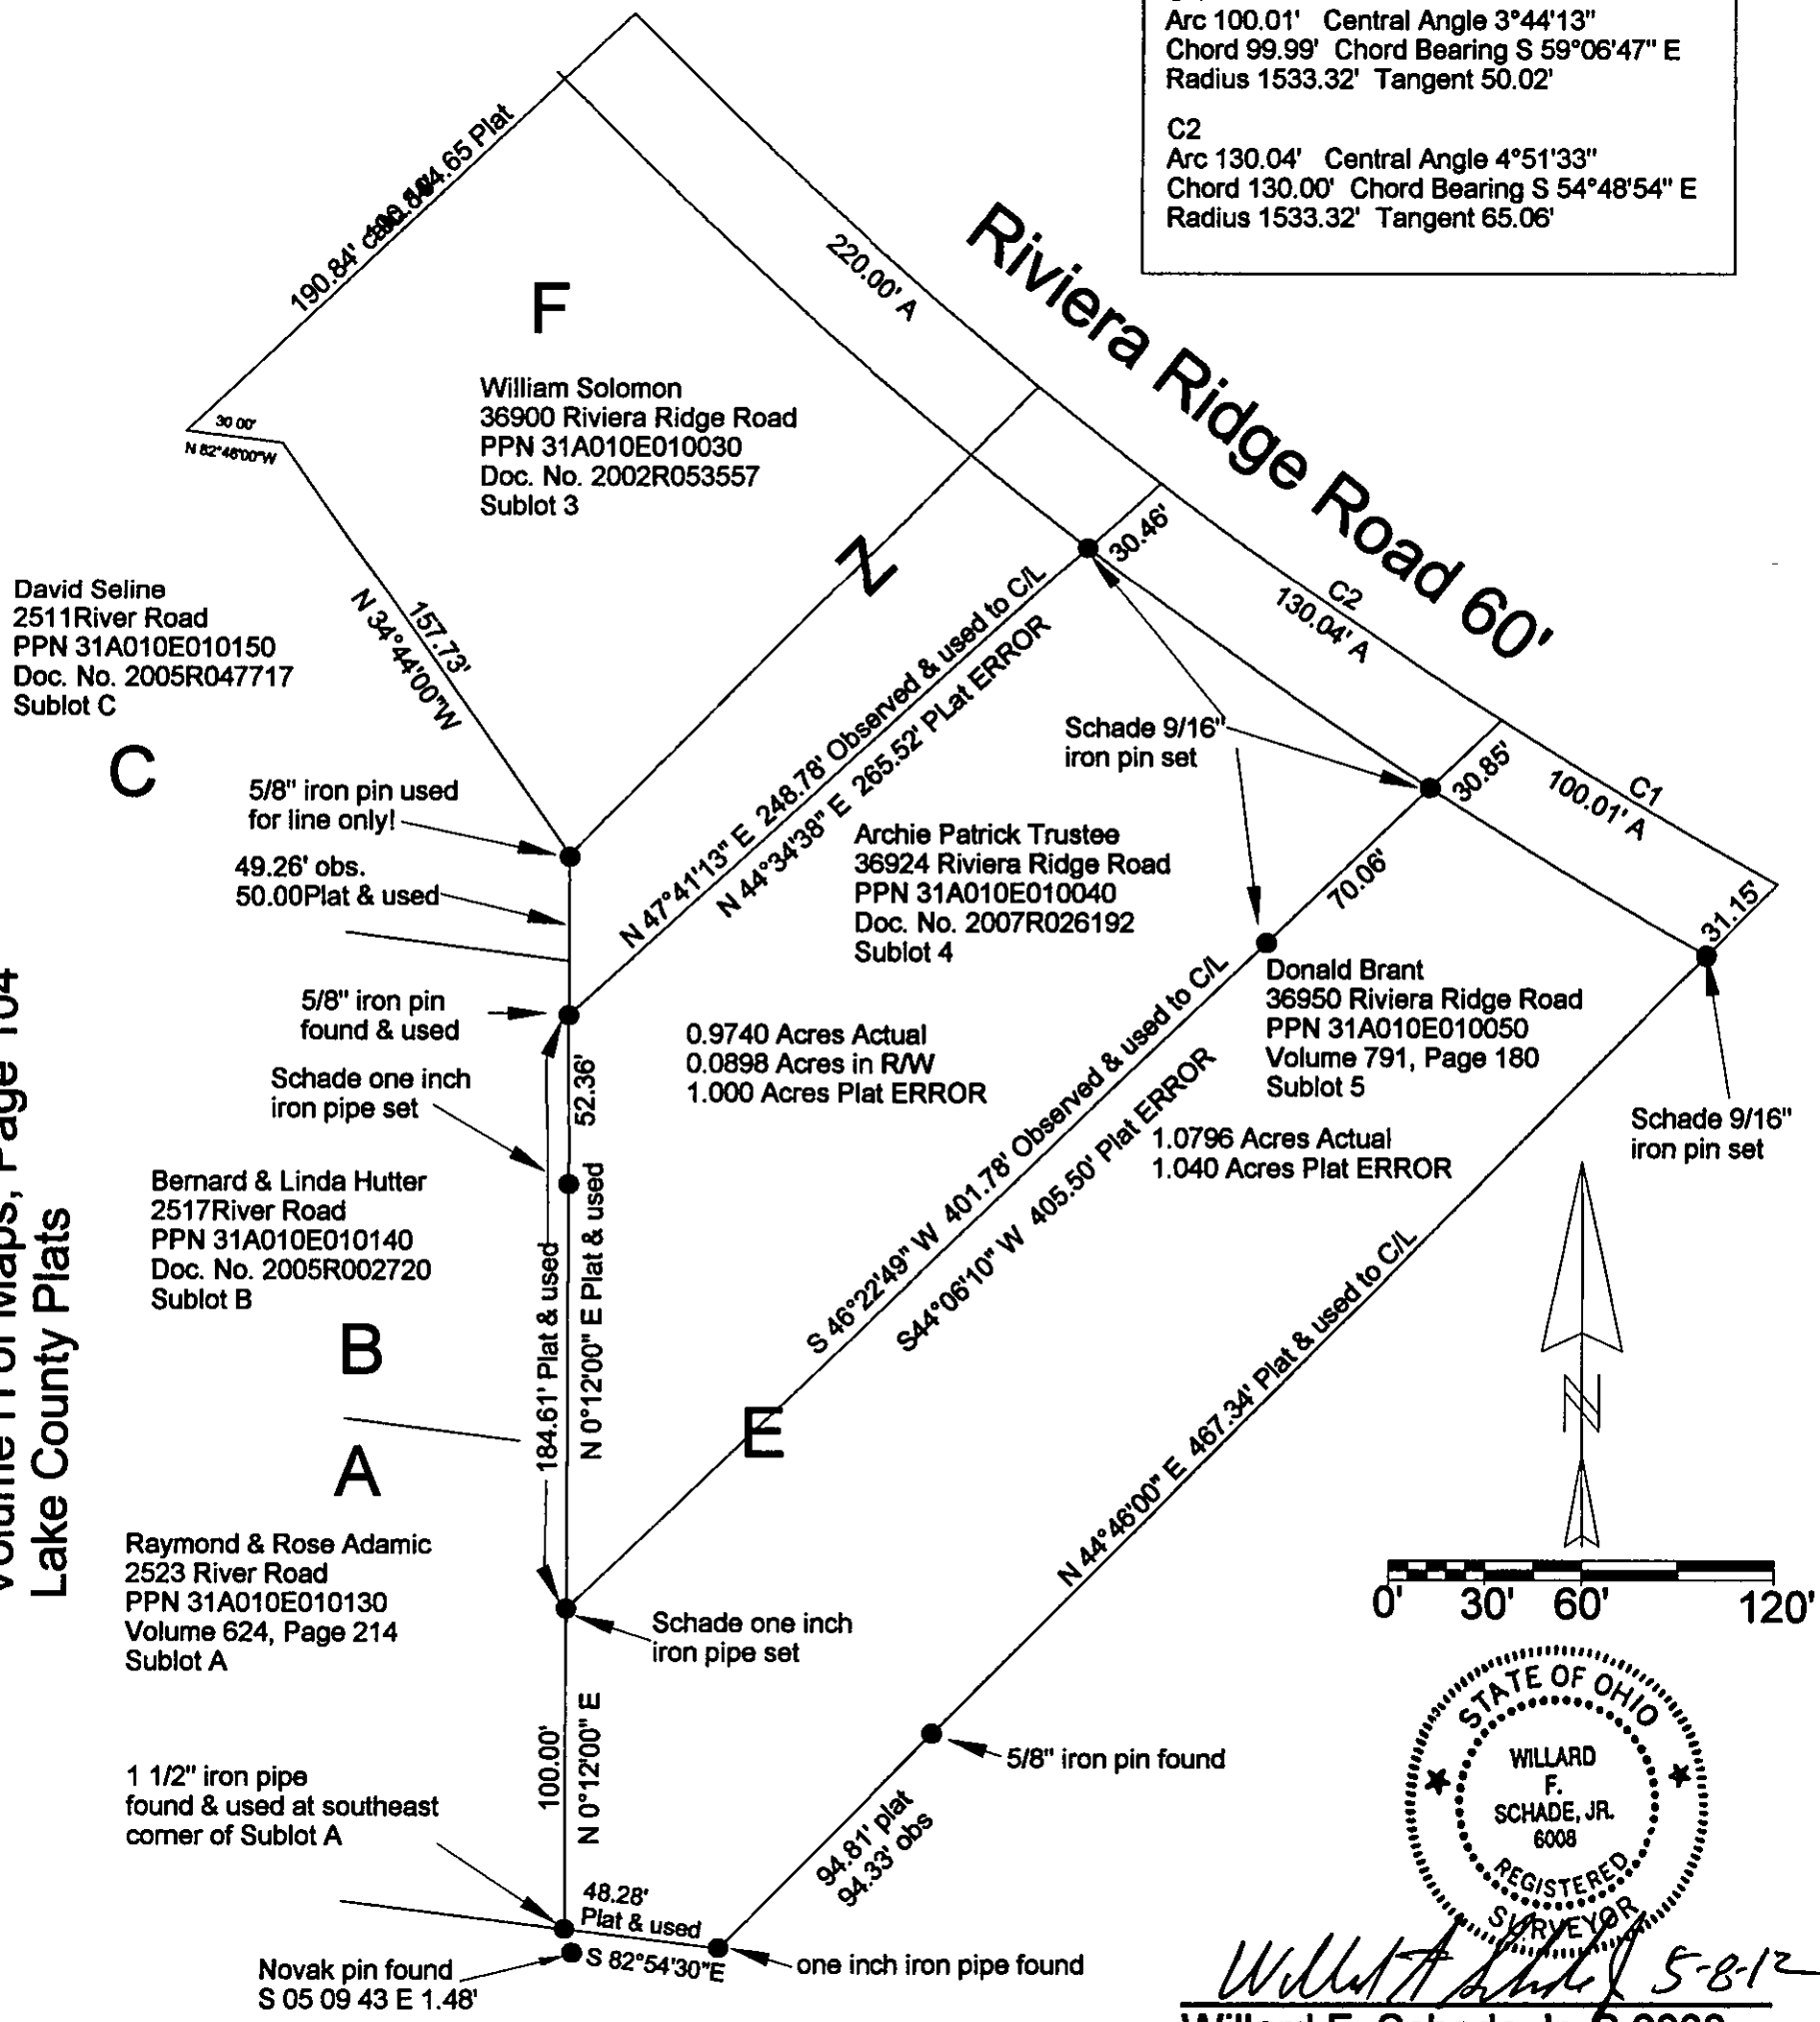 Arc 100.01' Central Angle 3°44'13"
Chord 99.99' Chord Bearing S 59°06'47" E
Radius 1533.32' Tangent 50.02'
C2
Arc 130.04' Central Angle 4°51'33"
Chord 130.00' Chord Bearing S 54°48'54" E
Radius 1533.32' Tangent 65.06'
Riviera Ridge Road 60'
190.84'
.65 Plat
220.00' A
F
William Solomon
36900 Riviera Ridge Road
PPN 31A010E010030
Doc. No. 2002R053557
Sublot 3
30.00'
N 82°46'00"W
157.73'
N 34°44'00"W
David Seline
2511River Road
PPN 31A010E010150
Doc. No. 2005R047717
Sublot C
C
Z
30.46'
C2
130.04' A
C1
100.01' A
30.85'
31.15'
70.06'
Schade 9/16"
iron pin set
N 47°41'13" E 248.78' Observed & used to C/L
N 44°34'38" E 265.52' PLat ERROR
5/8" iron pin used
for line only!
49.26' obs.
50.00Plat & used
Archie Patrick Trustee
36924 Riviera Ridge Road
PPN 31A010E010040
Doc. No. 2007R026192
Sublot 4
5/8" iron pin
found & used
0.9740 Acres Actual
0.0898 Acres in R/W
1.000 Acres Plat ERROR
Donald Brant
36950 Riviera Ridge Road
PPN 31A010E010050
Volume 791, Page 180
Sublot 5
1.0796 Acres Actual
1.040 Acres Plat ERROR
Schade 9/16"
iron pin set
Schade one inch
iron pipe set
52.36'
184.61' Plat & used
N 0°12'00" E Plat & used
S 46°22'49" W 401.78' Observed & used to C/L
S44°06'10" W 405.50' Plat ERROR
N 44°46'00" E 467.34' Plat & used to C/L
of Maps, Page
Lake County Plats
Bernard & Linda Hutter
2517River Road
PPN 31A010E010140
Doc. No. 2005R002720
Sublot B
B
E
A
Raymond & Rose Adamic
2523 River Road
PPN 31A010E010130
Volume 624, Page 214
Sublot A
Schade one inch
iron pipe set
N
0' 30' 60' 120'
100.00'
N 0°12'00" E
5/8" iron pin found
94.81' plat
94.33' obs
1 1/2" iron pipe
found & used at southeast
corner of Sublot A
48.28'
Plat & used
S 82°54'30"E
one inch iron pipe found
Novak pin found
S 05 09 43 E 1.48'
STATE OF OHIO
WILLARD
F.
SCHADE, JR.
6008
REGISTERED
SURVEYOR
5-8-12